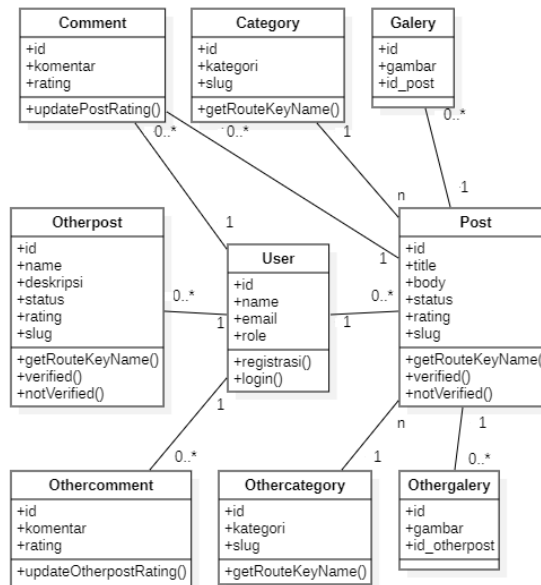 Comment
+id
+komentar
+rating
+updatePostRating()
Category
+id
+kategori
+slug
+getRouteKeyName()
Galery
+id
+gambar
+id_post
0..*
0..*
1
0..*
n
1
1
1
Otherpost
+id
+name
+deskripsi
+status
+rating
+slug
+getRouteKeyName()
+verified()
+notVerified()
0..*
1
User
+id
+name
+email
+role
+registrasi()
+login()
0..*
1
Post
+id
+title
+body
+status
+rating
+slug
+getRouteKeyName()
+verified()
+notVerified()
1
0..*
n
1
1
0..*
Othercomment
+id
+komentar
+rating
+updateOtherpostRating()
Othercategory
+id
+kategori
+slug
+getRouteKeyName()
Othergalery
+id
+gambar
+id_otherpost